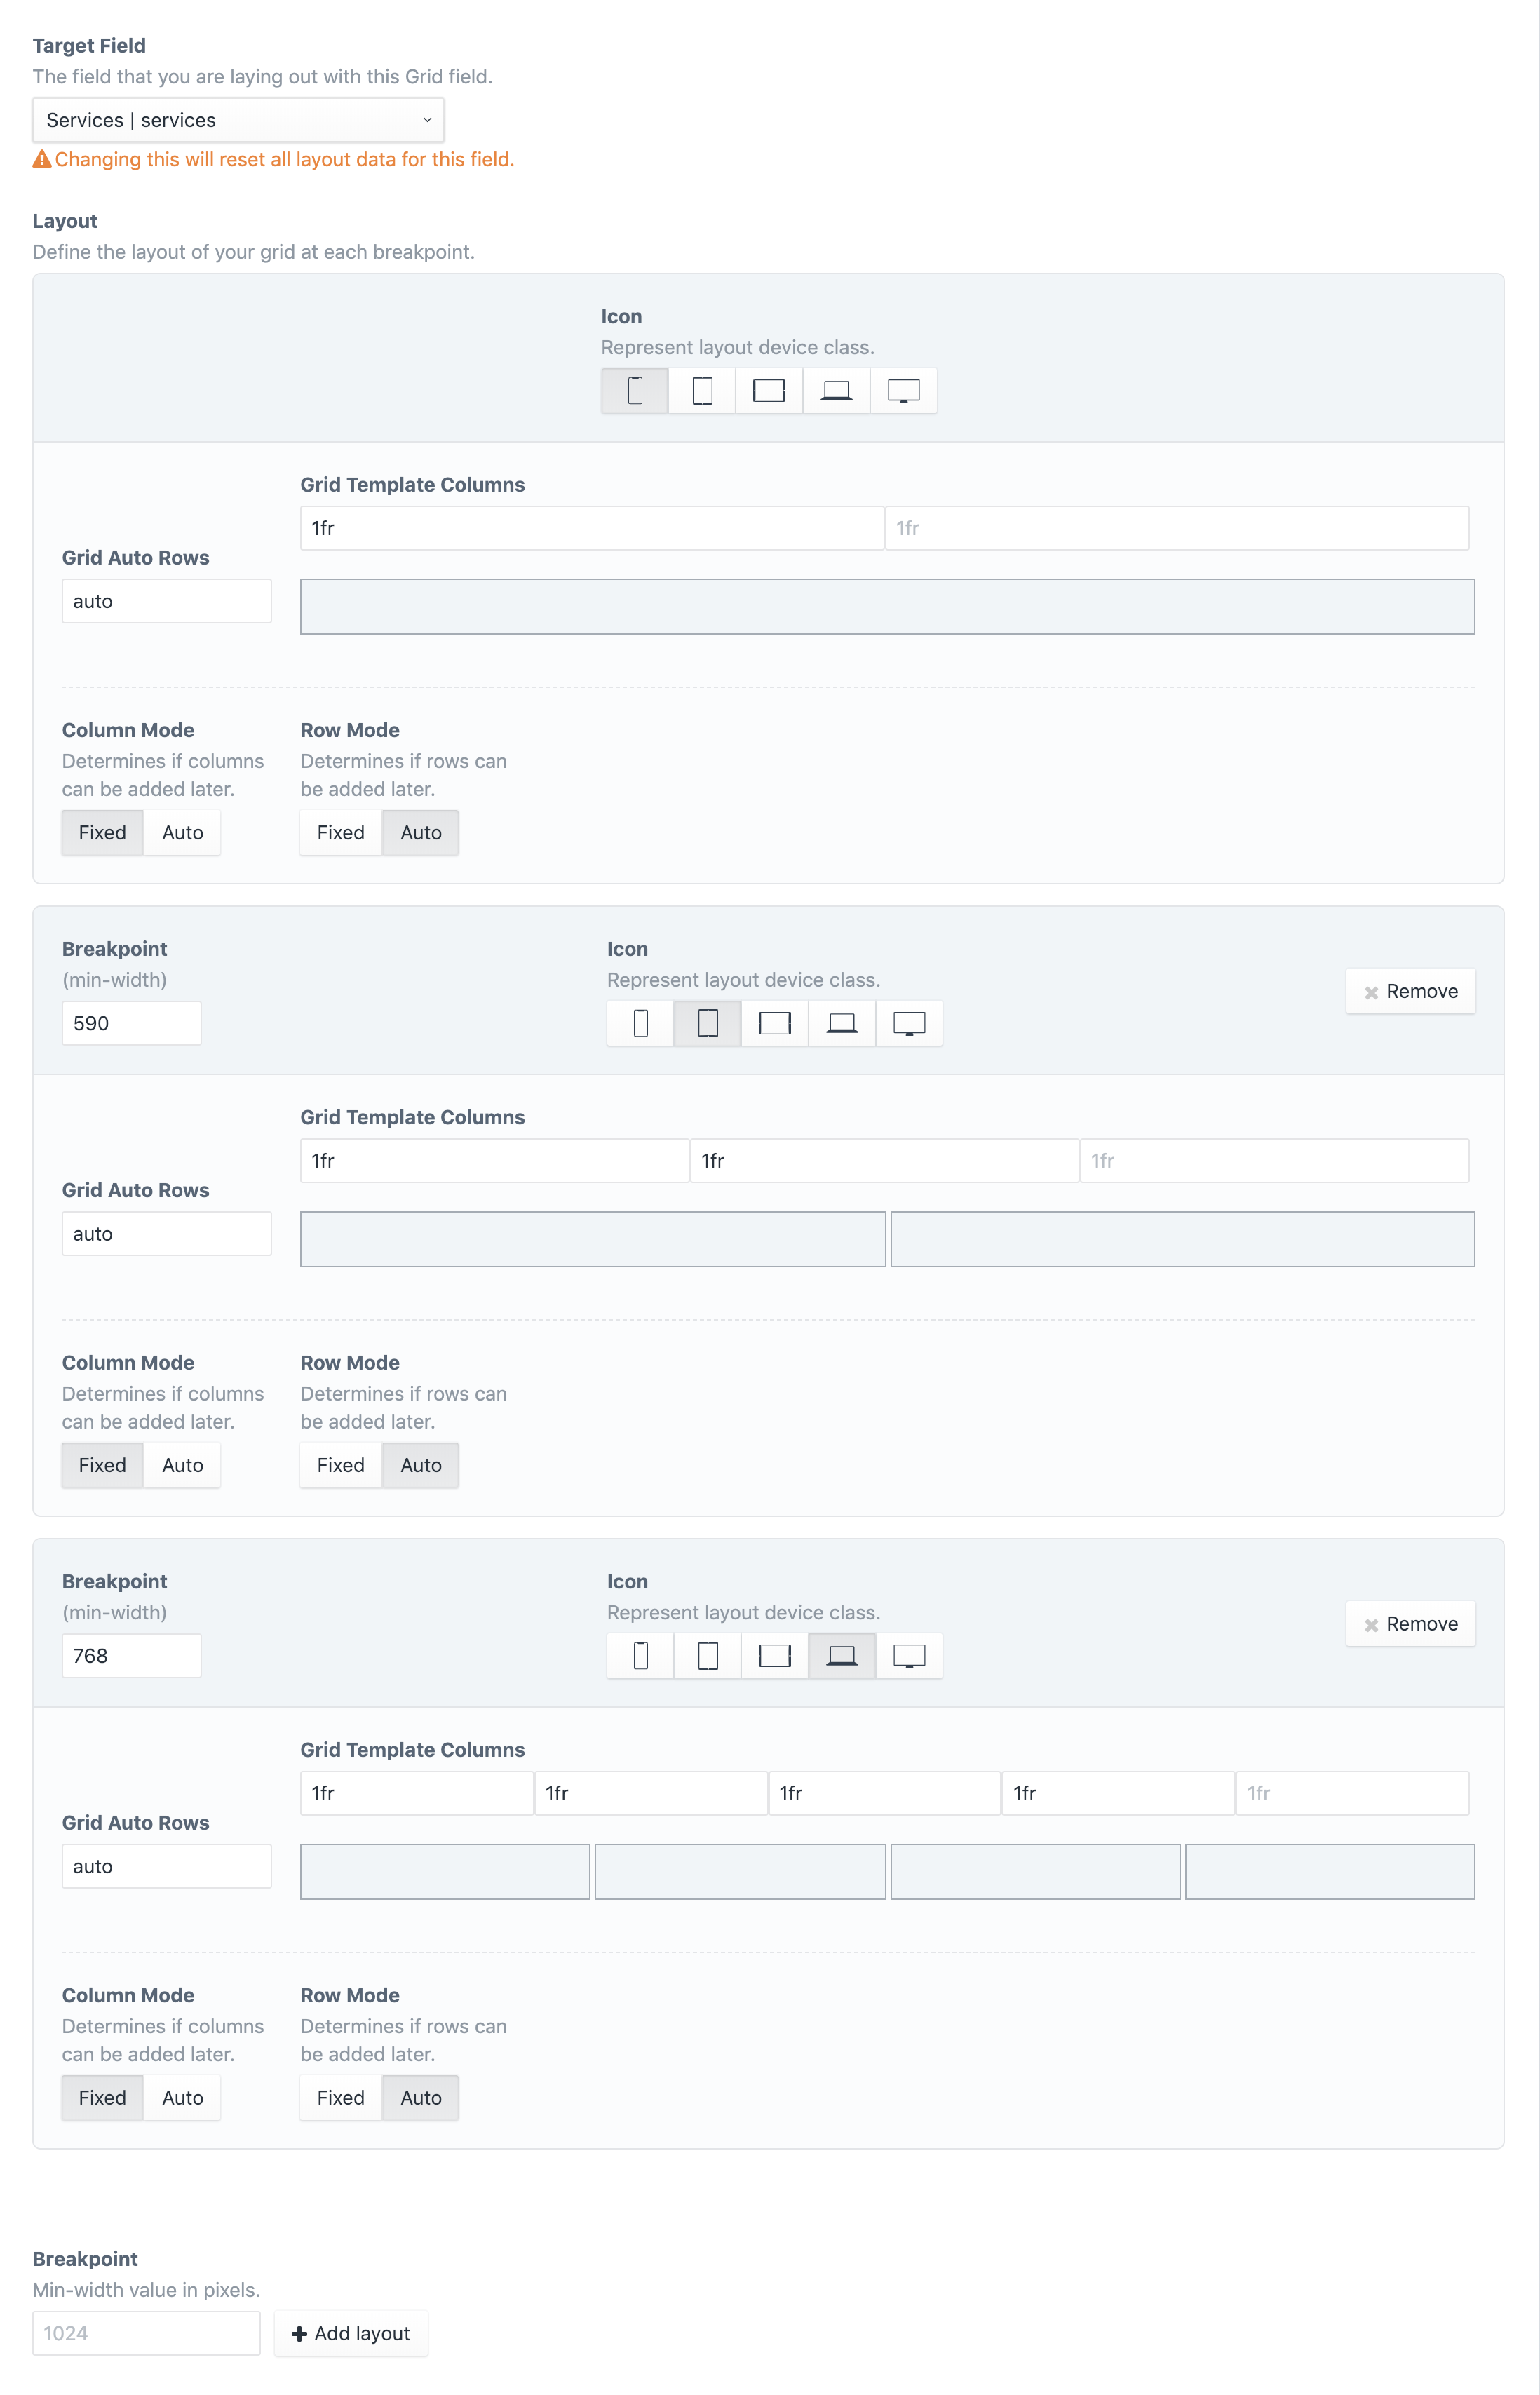 Target Field
The field that you are laying out with this Grid field.
Services | services
Changing this will reset all layout data for this field.
Layout
Define the layout of your grid at each breakpoint.
Icon
Represent layout device class.
Grid Template Columns
1fr 1fr
Grid Auto Rows
auto
Column Mode
Determines if columns
can be added later.
Fixed Auto
Row Mode
Determines if rows can
be added later.
Fixed Auto
Breakpoint
(min-width)
590
Icon
Represent layout device class.
Remove
Grid Template Columns
1fr 1fr 1fr
Grid Auto Rows
auto
Column Mode
Determines if columns
can be added later.
Fixed Auto
Row Mode
Determines if rows can
be added later.
Fixed Auto
Breakpoint
(min-width)
768
Icon
Represent layout device class.
Remove
Grid Template Columns
1fr 1fr 1fr 1fr 1fr
Grid Auto Rows
auto
Column Mode
Determines if columns
can be added later.
Fixed Auto
Row Mode
Determines if rows can
be added later.
Fixed Auto
Breakpoint
Min-width value in pixels.
1024
Add layout